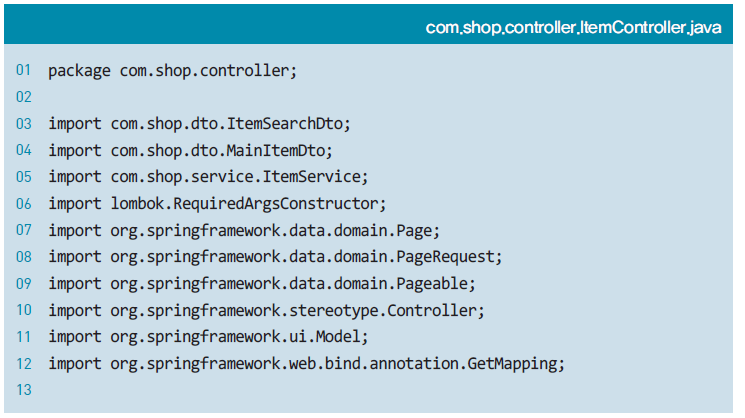 com.shop.controller.ItemController.java
01 package com.shop.controller;
02
03 import com.shop.dto.ItemSearchDto;
04 import com.shop.dto.MainItemDto;
05 import com.shop.service.ItemService;
06 import lombok.RequiredArgsConstructor;
07 import org.springframework.data.domain.Page;
08 import org.springframework.data.domain.PageRequest;
09 import org.springframework.data.domain.Pageable;
10 import org.springframework.stereotype.Controller;
11 import org.springframework.ui.Model;
12 import org.springframework.web.bind.annotation.GetMapping;
13